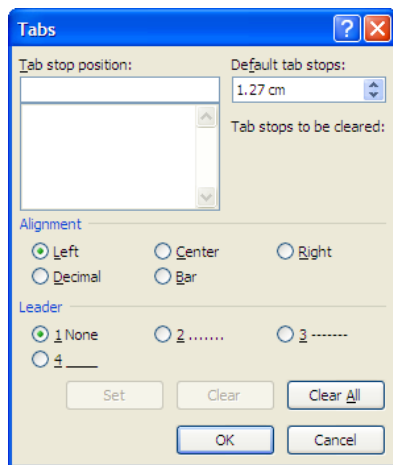 Tabs
Tab stop position: Default tab stops:
1.27 cm
Tab stops to be cleared:
Alignment
Left Center Right
Decimal Bar
Leader
1 None 2 ....... 3 -------
4 ____
Set Clear Clear All
OK Cancel